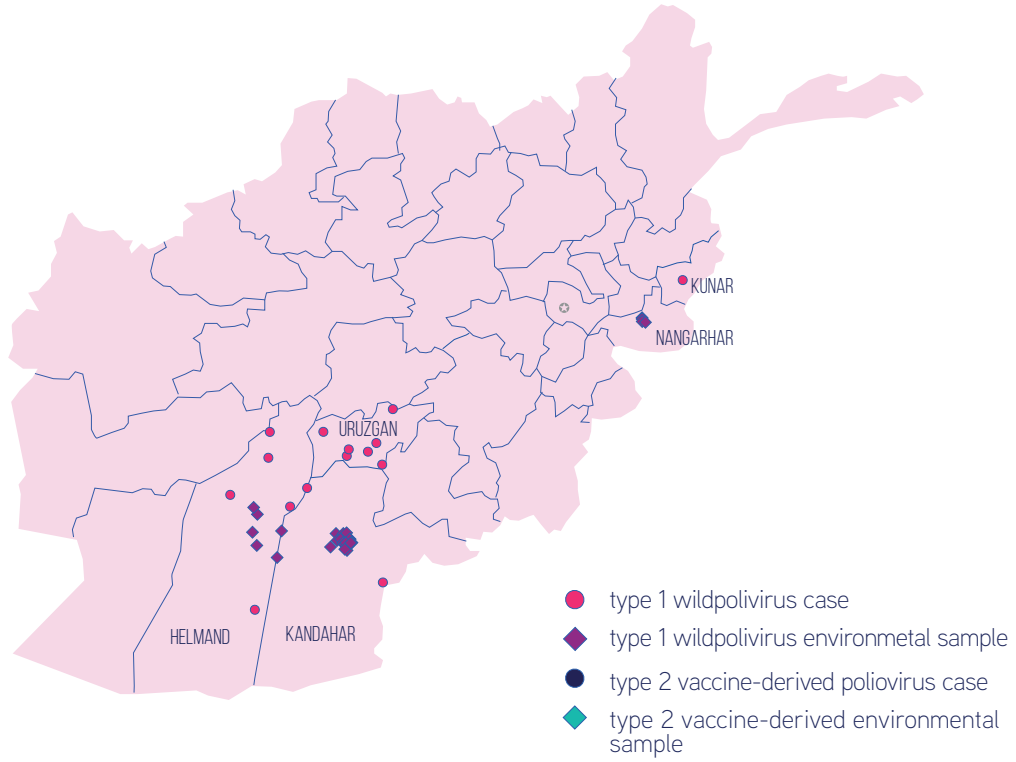 KUNAR
NANGARHAR
URUZGAN
HELMAND
KANDAHAR
type 1 wildpolivirus case
type 1 wildpolivirus environmetal sample
type 2 vaccine-derived poliovirus case
type 2 vaccine-derived environmental
sample